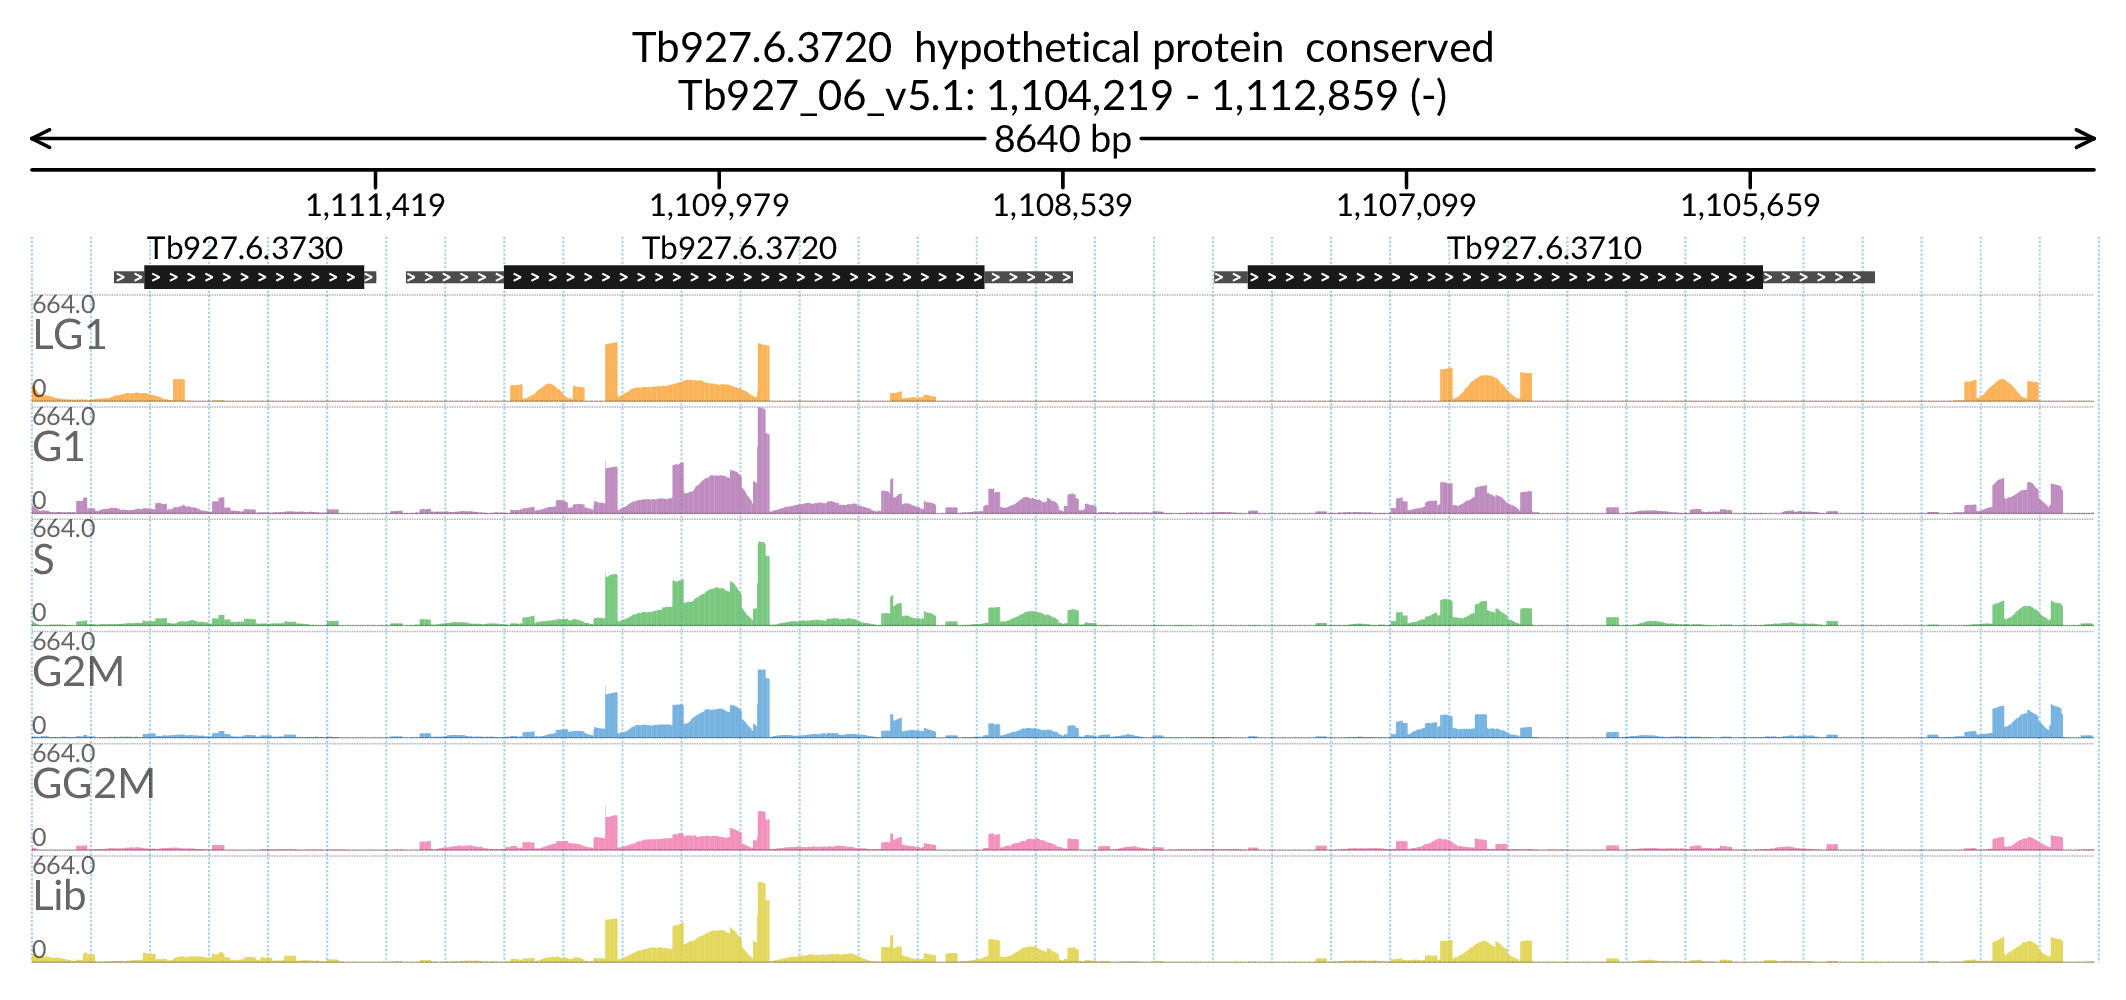 Tb927.6.3720  hypothetical protein  conserved
Tb927_06_v5.1: 1,104,219 - 1,112,859 (-)
8640 bp
1,111,419 1,109,979 1,108,539 1,107,099 1,105,659
Tb927.6.3730 Tb927.6.3720 Tb927.6.3710
664.0
LG1
0
664.0
G1
0
664.0
S
0
664.0
G2M
0
664.0
GG2M
0
664.0
Lib
0